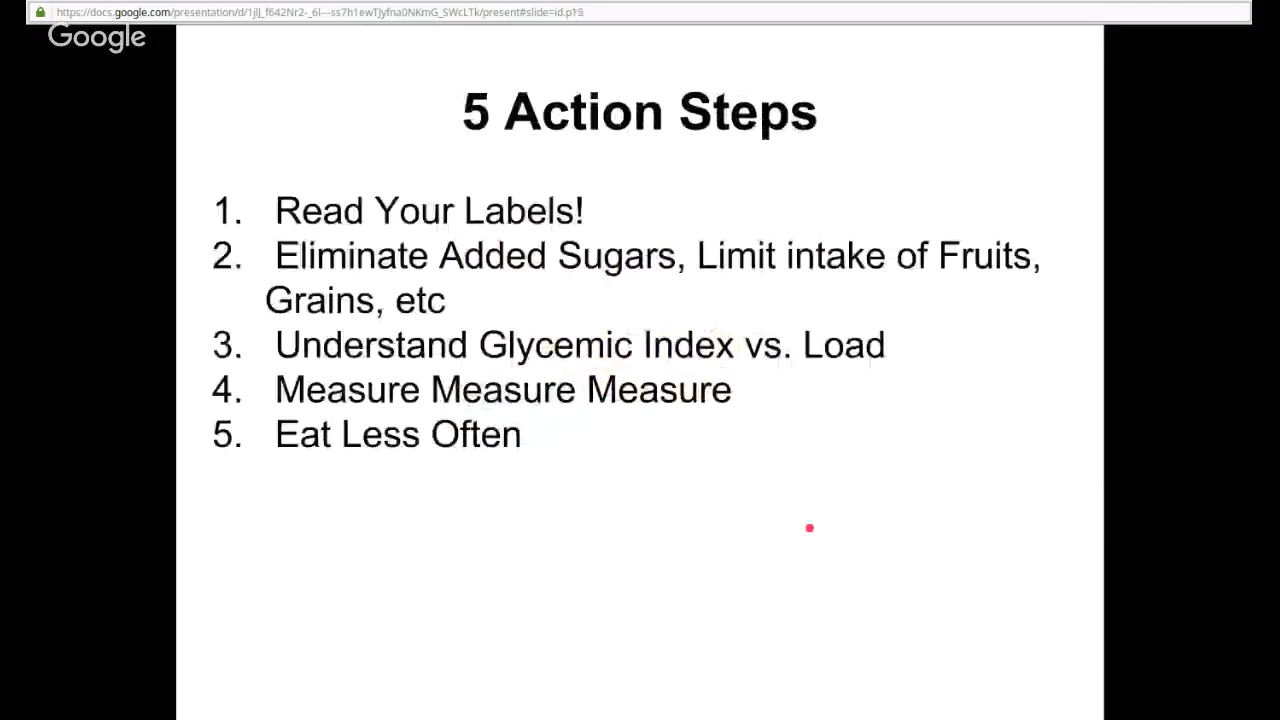 Google
5 Action Steps
1. Read Your Labels!
2. Eliminate Added Sugars, Limit intake of Fruits,
Grains, etc
3. Understand Glycemic Index vs. Load
4. Measure Measure Measure
5. Eat Less Often